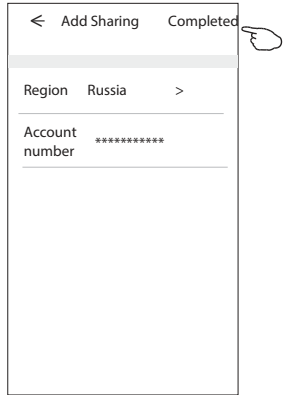 ← Add Sharing Completed
Region Russia >
Account
number ***********